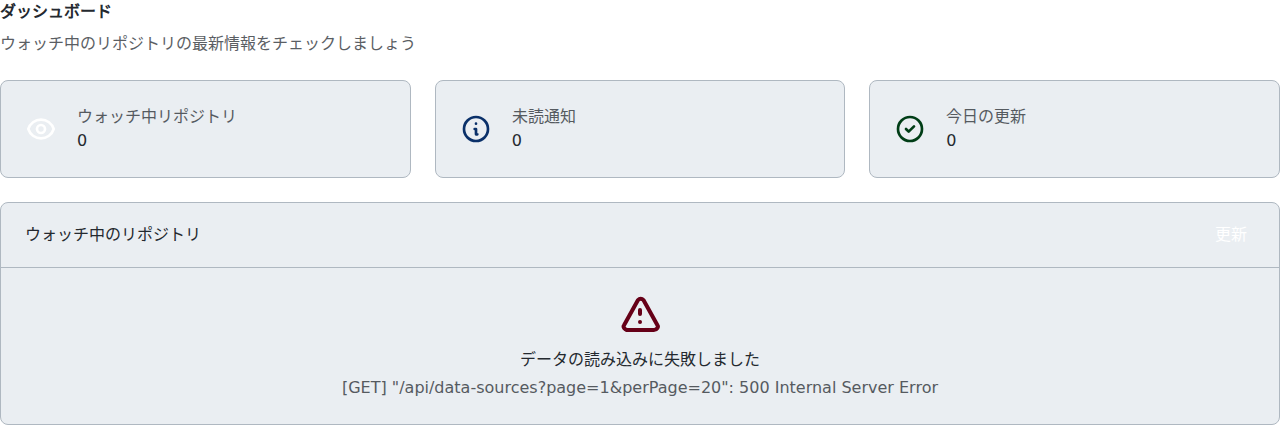 ダッシュボード
ウォッチ中のリポジトリの最新情報をチェックしましょう
ウォッチ中リポジトリ
0
未読通知
0
今日の更新
0
ウォッチ中のリポジトリ
更新
データの読み込みに失敗しました
[GET] "/api/data-sources?page=1&perPage=20": 500 Internal Server Error